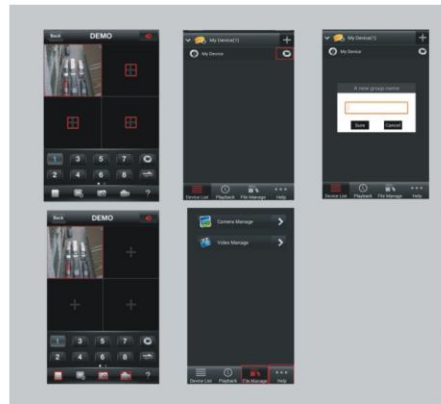 Back DEMO
1 3 5 7
2 4 6 8 ?
My Device(1) +
My Device
Device List Playback File Manage Help
My Device(1) +
My Device
A new group name
Sure Cancel
Device List Playback File Manage Help
Back DEMO
1 3 5 7
2 4 6 8 ?
Camera Manage
Video Manage
Device List Playback File Manage Help